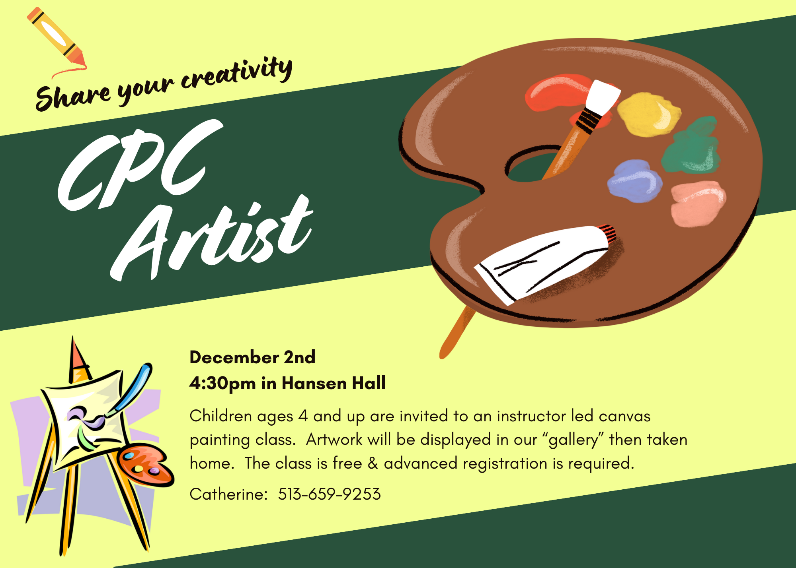 Share your creativity
CPC
Artist
December 2nd
4:30pm in Hansen Hall
Children ages 4 and up are invited to an instructor led canvas
painting class.  Artwork will be displayed in our “gallery” then taken
home.  The class is free & advanced registration is required.
Catherine:  513-659-9253